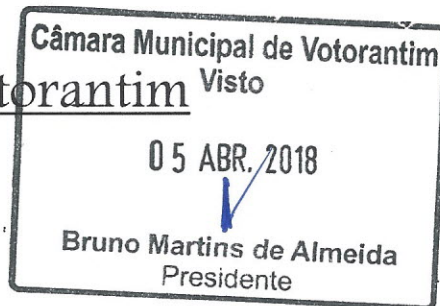 Câmara Municipal de Votorantim
torantim Visto
05 ABR. 2018
Bruno Martins de Almeida
Presidente